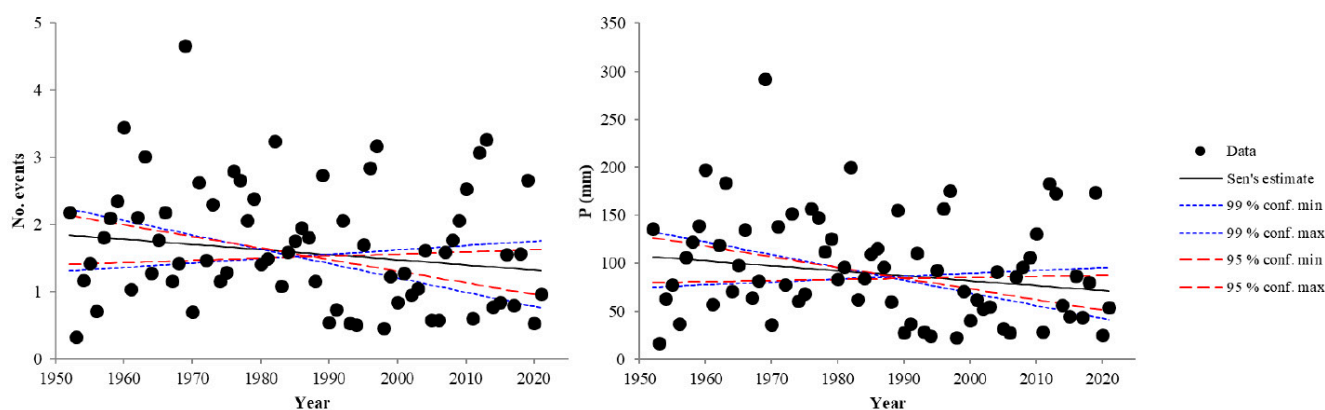 5
4
3
2
1
0
No. events
1950 1960 1970 1980 1990 2000 2010 2020
Year
350
300
250
200
150
100
50
0
P (mm)
1950 1960 1970 1980 1990 2000 2010 2020
Year
Data
Sen's estimate
99 % conf. min
99 % conf. max
95 % conf. min
95 % conf. max